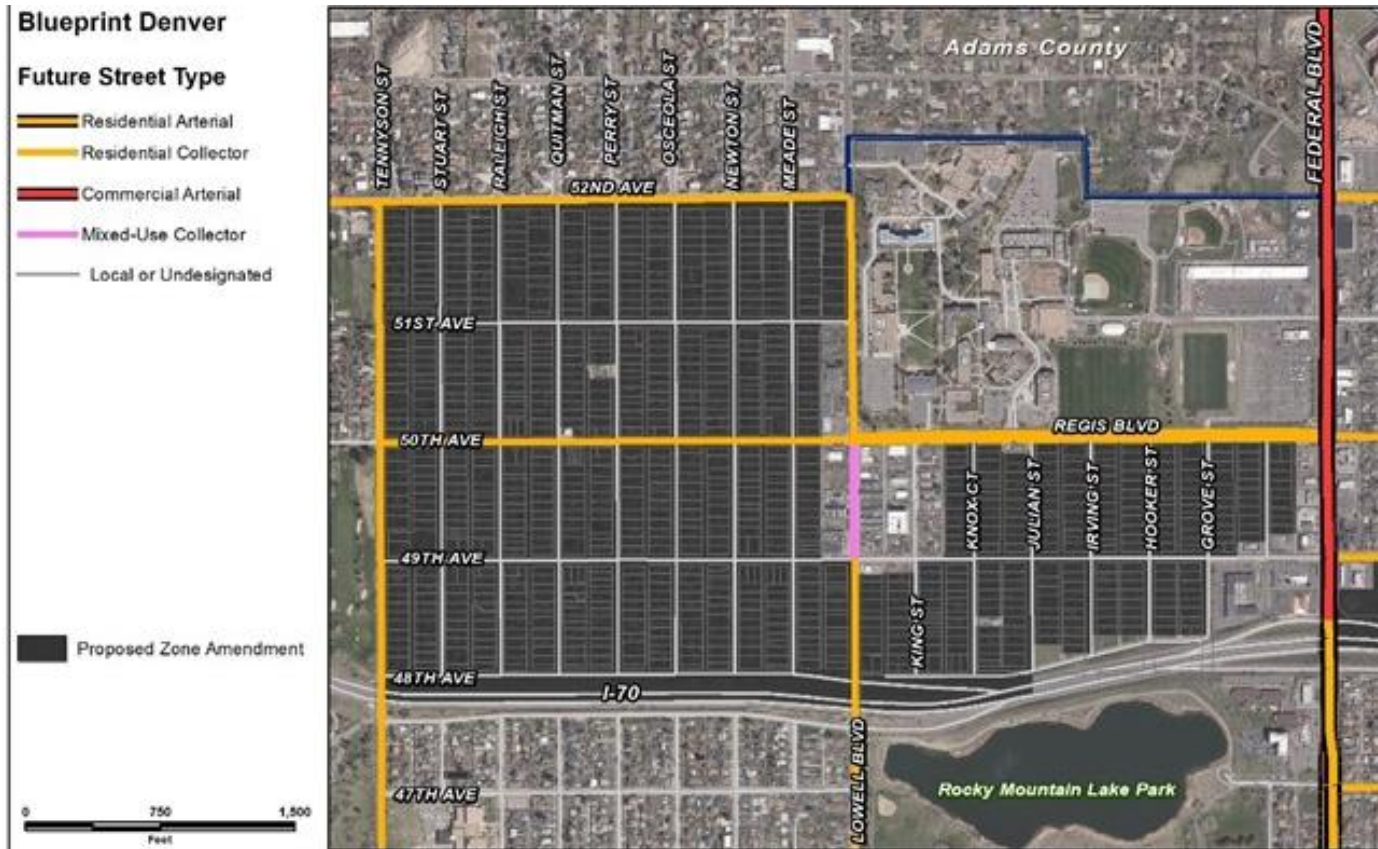 Blueprint Denver
Future Street Type
Residential Arterial
Residential Collector
Commercial Arterial
Mixed-Use Collector
Local or Undesignated
Proposed Zone Amendment
0 750 1,500
Feet
Adams County
FEDERAL BLVD
TENNYSON ST
STUART ST
RALEIGH ST
QUITMAN ST
PERRY ST
OSCEOLA ST
NEWTON ST
MEADE ST
52ND AVE
51ST AVE
50TH AVE
REGIS BLVD
KNOX CT
JULIAN ST
IRVING ST
HOOKER ST
GROVE ST
49TH AVE
KING ST
48TH AVE
I-70
LOWELL BLVD
47TH AVE
Rocky Mountain Lake Park